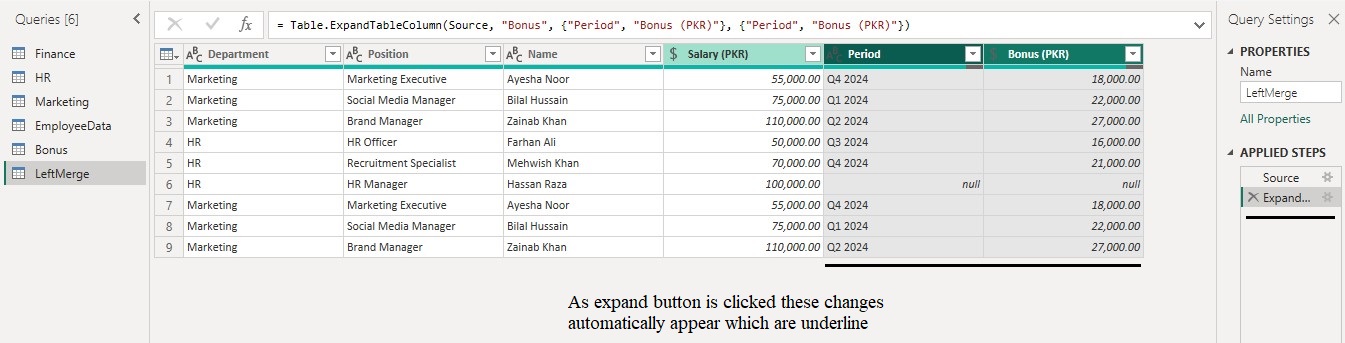 Queries [6]
= Table.ExpandTableColumn(Source, "Bonus", {"Period", "Bonus (PKR)"}, {"Period", "Bonus (PKR)"})
Query Settings
Finance
HR
Marketing
EmployeeData
Bonus
LeftMerge
Department Position Name Salary (PKR) Period Bonus (PKR)
1 Marketing Marketing Executive Ayesha Noor 55,000.00 Q4 2024 18,000.00
2 Marketing Social Media Manager Bilal Hussain 75,000.00 Q1 2024 22,000.00
3 Marketing Brand Manager Zainab Khan 110,000.00 Q2 2024 27,000.00
4 HR HR Officer Farhan Ali 50,000.00 Q3 2024 16,000.00
5 HR Recruitment Specialist Mehwish Khan 70,000.00 Q4 2024 21,000.00
6 HR HR Manager Hassan Raza 100,000.00 null null
7 Marketing Marketing Executive Ayesha Noor 55,000.00 Q4 2024 18,000.00
8 Marketing Social Media Manager Bilal Hussain 75,000.00 Q1 2024 22,000.00
9 Marketing Brand Manager Zainab Khan 110,000.00 Q2 2024 27,000.00
PROPERTIES
Name
LeftMerge
All Properties
APPLIED STEPS
Source
Expand...
As expand button is clicked these changes
automatically appear which are underline